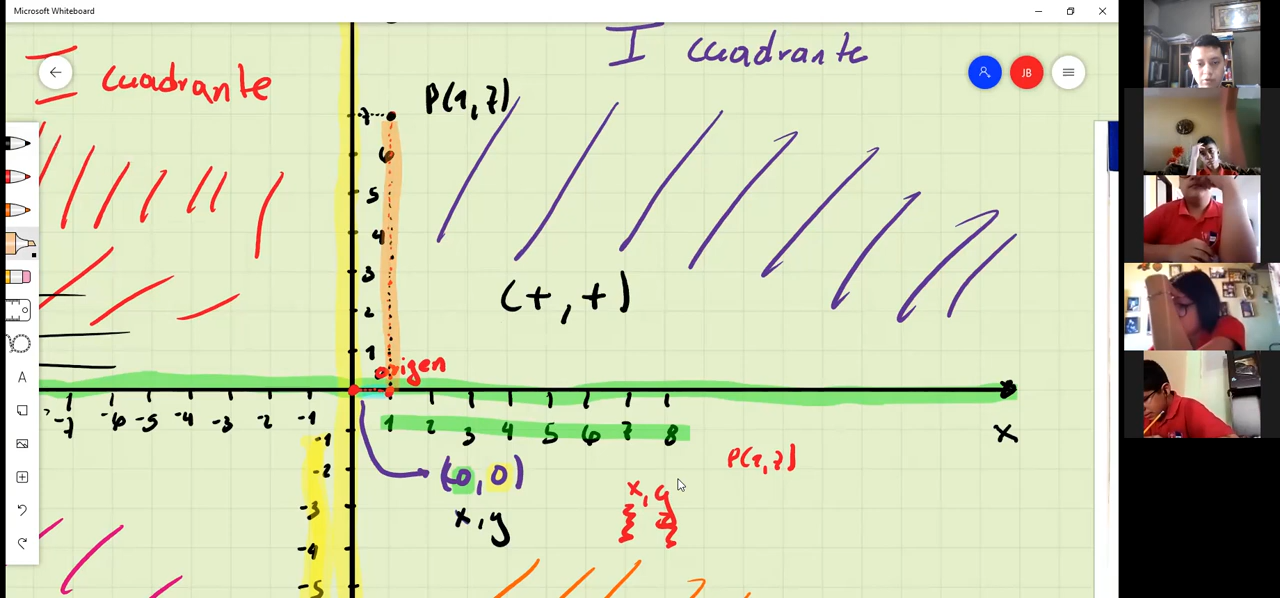 Microsoft Whiteboard
I cuadrante
I cuadrante
JB
P(1,7)
7
6
5
4
3
2
1
(+,+)
origen
-7 -6 -5 -4 -3 -2 -1
1 2 3 4 5 6 7 8
x
-1
-2
-3
-4
-5
(0,0)
x,y
P(1,7)
x,y
A